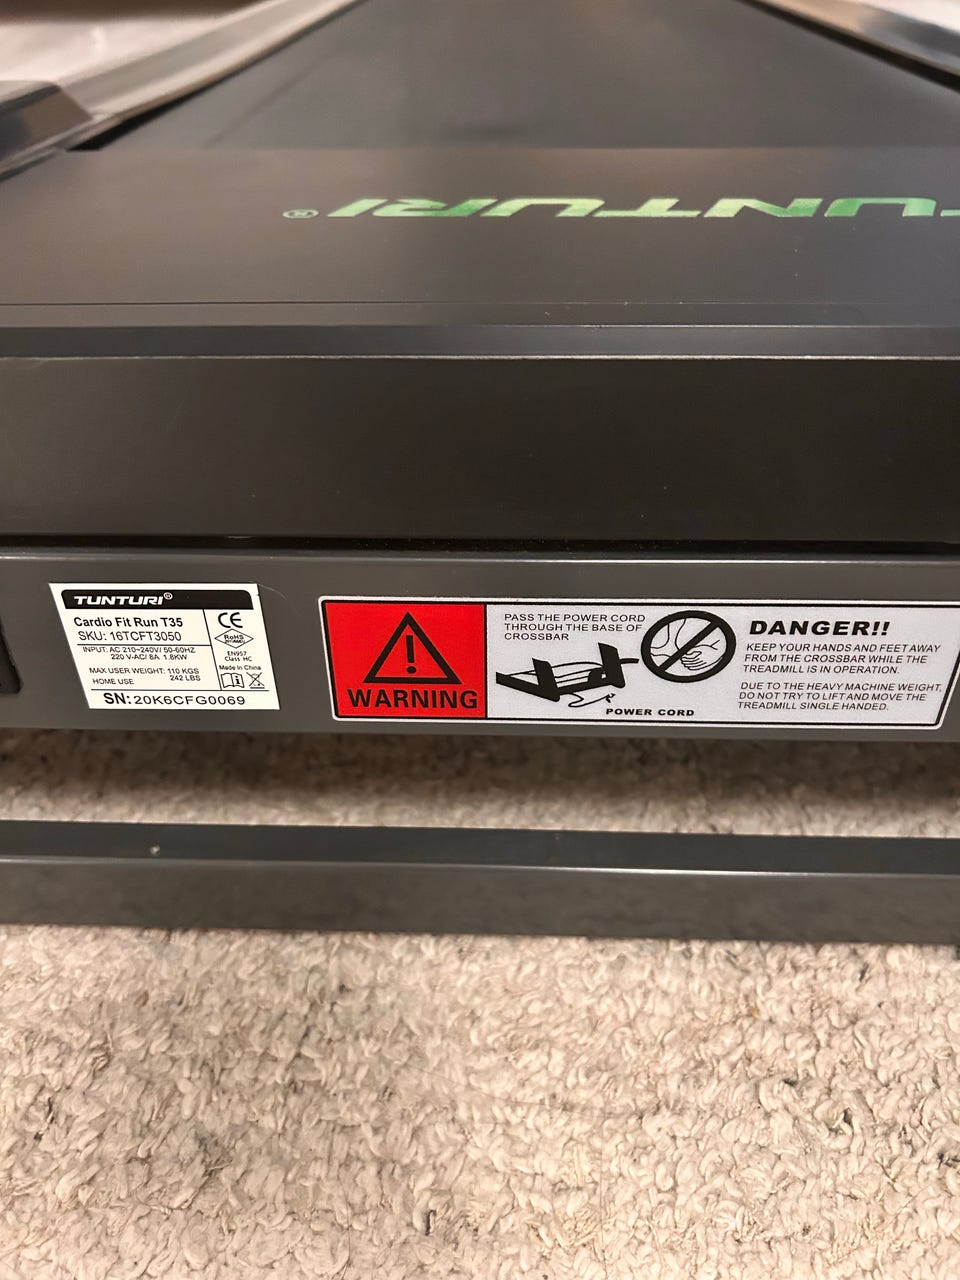 TUNTURI®
TUNTURI®
Cardio Fit Run T35
SKU: 16TCFT3050
INPUT: AC 210~240V/ 50-60HZ
220 V-AC/ 8A 1.8KW
MAX USER WEIGHT: 110 KGS
HOME USE 242 LBS
SN: 20K6CFG0069
CE
RoHS
EN957
Class HC
Made in China
WARNING
PASS THE POWER CORD
THROUGH THE BASE OF
CROSSBAR
POWER CORD
DANGER!!
KEEP YOUR HANDS AND FEET AWAY
FROM THE CROSSBAR WHILE THE
TREADMILL IS IN OPERATION.
DUE TO THE HEAVY MACHINE WEIGHT,
DO NOT TRY TO LIFT AND MOVE THE
TREADMILL SINGLE HANDED.